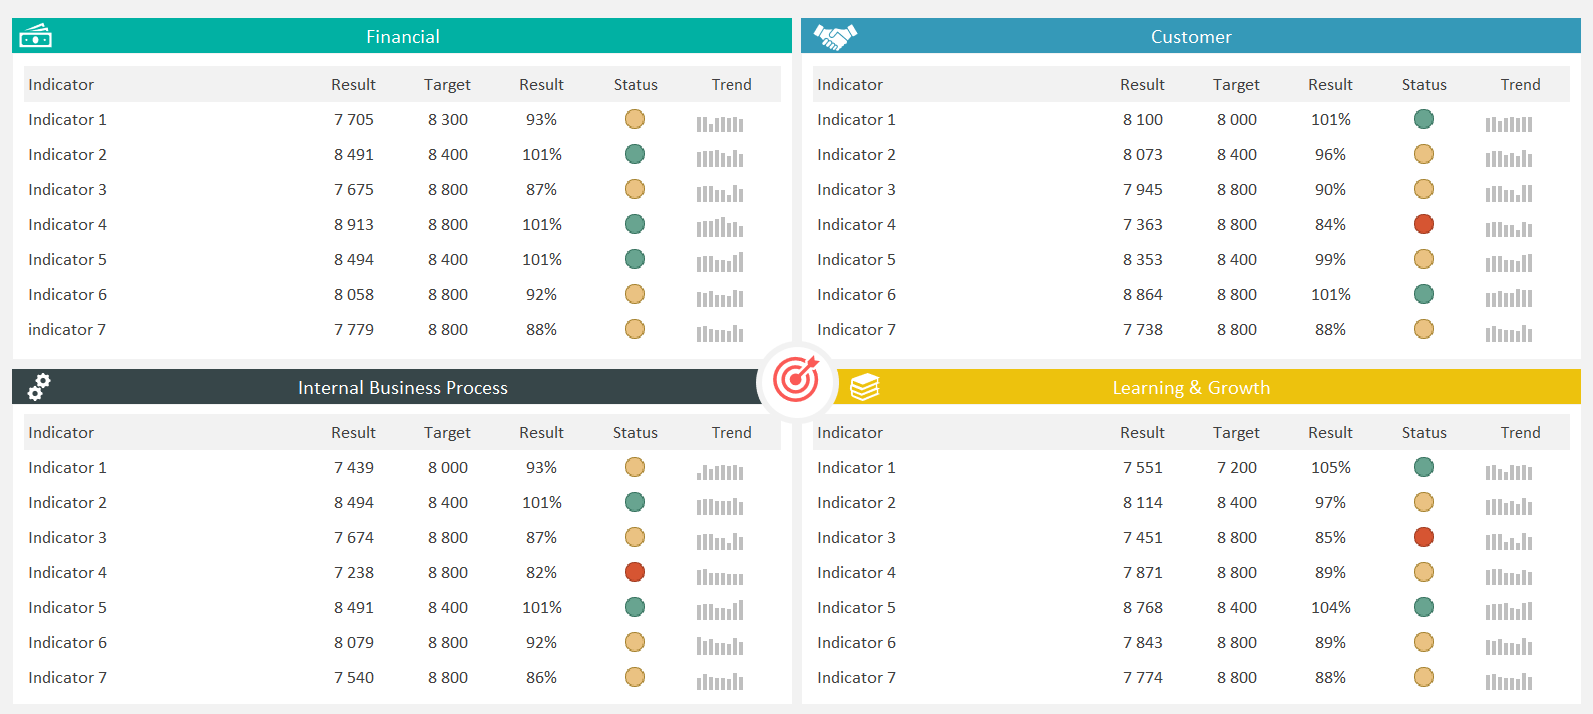 Financial
Indicator Result Target Result Status Trend
Indicator 1 7 705 8 300 93%
Indicator 2 8 491 8 400 101%
Indicator 3 7 675 8 800 87%
Indicator 4 8 913 8 800 101%
Indicator 5 8 494 8 400 101%
Indicator 6 8 058 8 800 92%
indicator 7 7 779 8 800 88%
Customer
Indicator Result Target Result Status Trend
Indicator 1 8 100 8 000 101%
Indicator 2 8 073 8 400 96%
Indicator 3 7 945 8 800 90%
Indicator 4 7 363 8 800 84%
Indicator 5 8 353 8 400 99%
Indicator 6 8 864 8 800 101%
Indicator 7 7 738 8 800 88%
Internal Business Process
Indicator Result Target Result Status Trend
Indicator 1 7 439 8 000 93%
Indicator 2 8 494 8 400 101%
Indicator 3 7 674 8 800 87%
Indicator 4 7 238 8 800 82%
Indicator 5 8 491 8 400 101%
Indicator 6 8 079 8 800 92%
Indicator 7 7 540 8 800 86%
Learning & Growth
Indicator Result Target Result Status Trend
Indicator 1 7 551 7 200 105%
Indicator 2 8 114 8 400 97%
Indicator 3 7 451 8 800 85%
Indicator 4 7 871 8 800 89%
Indicator 5 8 768 8 400 104%
Indicator 6 7 843 8 800 89%
Indicator 7 7 774 8 800 88%